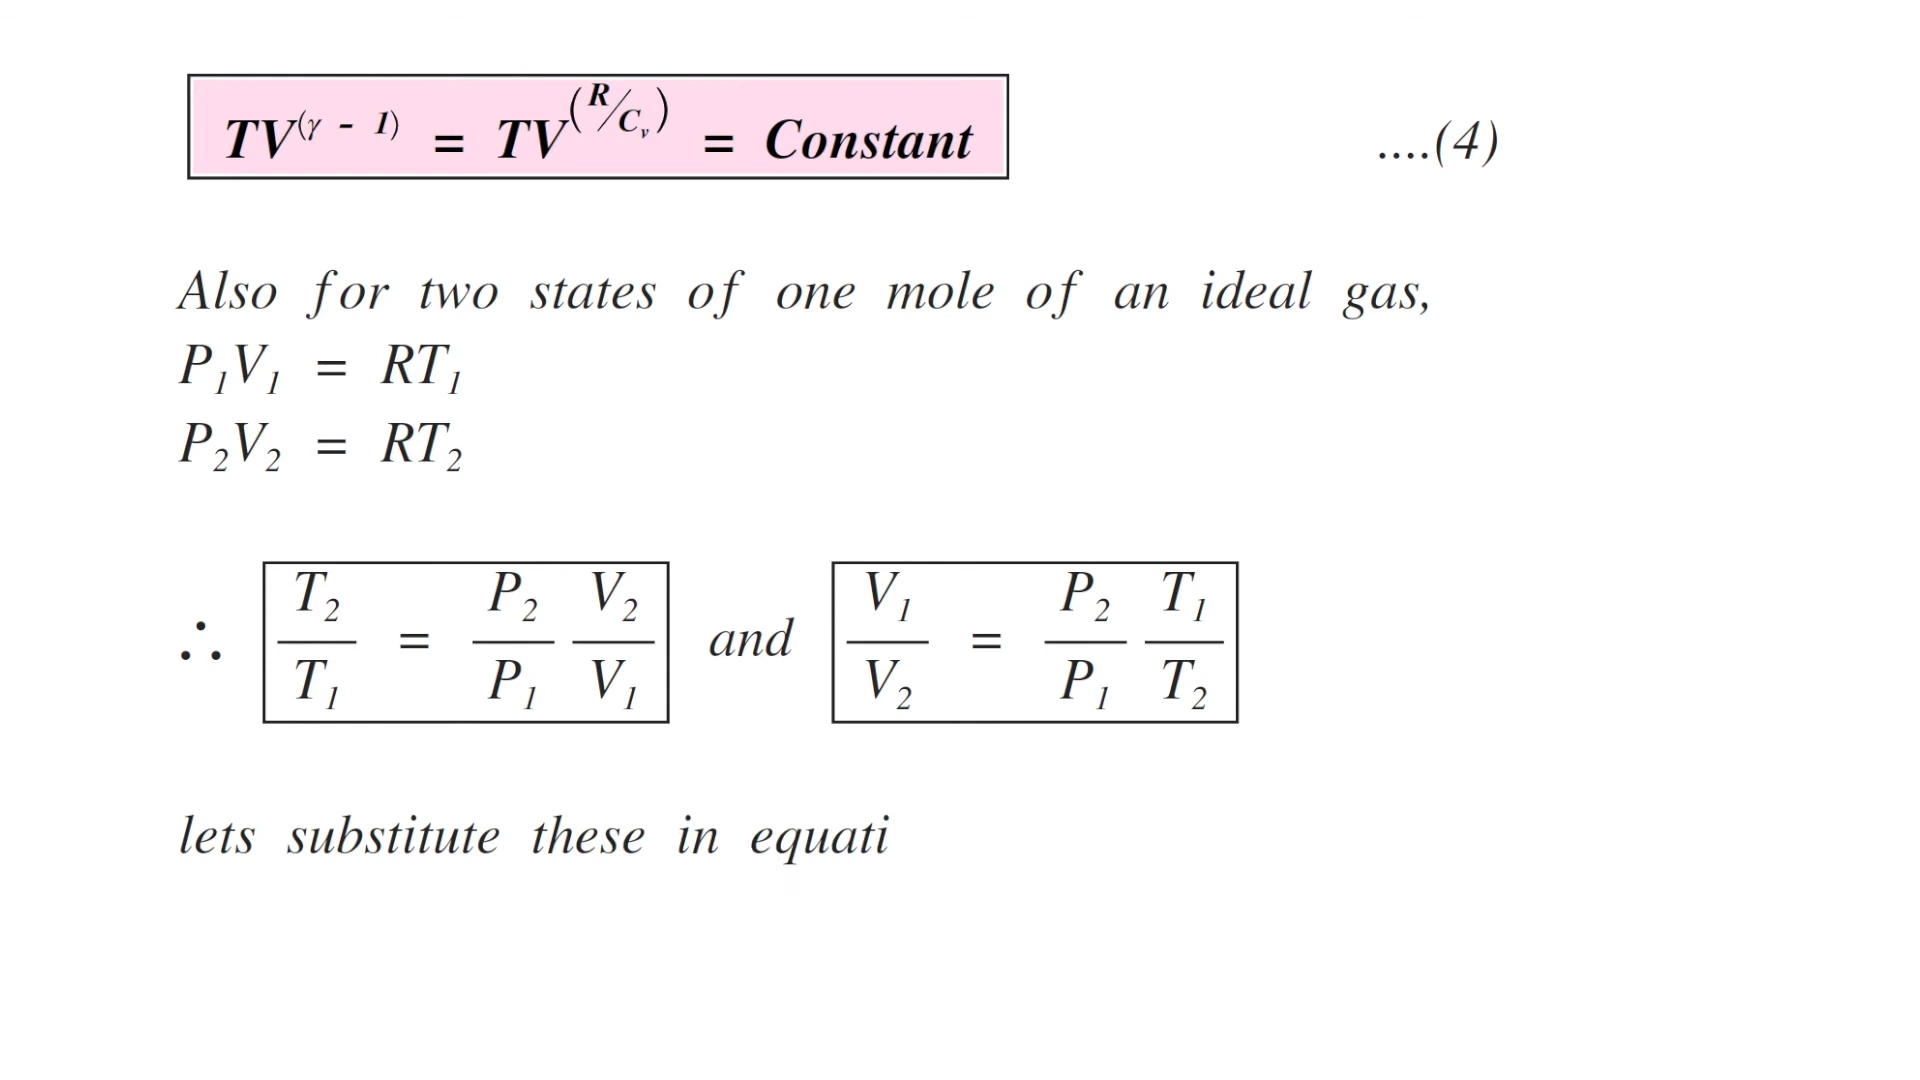 TV^(γ - 1) = TV^(R/C_v) = Constant ....(4)
Also for two states of one mole of an ideal gas,
P_1V_1 = RT_1
P_2V_2 = RT_2
∴ T_2/T_1 = P_2/P_1 V_2/V_1 and V_1/V_2 = P_2/P_1 T_1/T_2
lets substitute these in equati